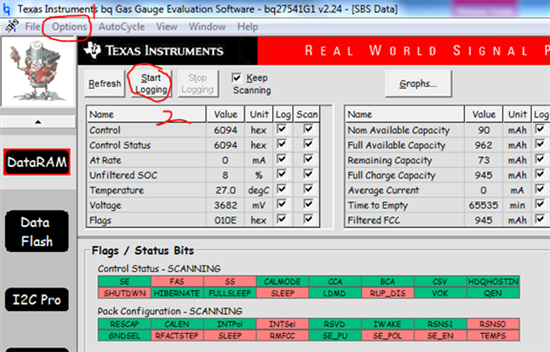 Texas Instruments bq Gas Gauge Evaluation Software - bq27541G1 v2.24 - [SBS Data]
File Options AutoCycle View Window Help
1
TEXAS INSTRUMENTS REAL WORLD SIGNAL P
Refresh Start Logging Stop Logging Keep Scanning Graphs...
2
Name Value Unit Log Scan Name Value Unit Log
Control 6094 hex Nom Available Capacity 90 mAh
Control Status 6094 hex Full Available Capacity 962 mAh
At Rate 0 mA Remaining Capacity 73 mAh
Unfiltered SOC 8 % Full Charge Capacity 945 mAh
Temperature 27.0 degC Average Current 0 mA
Voltage 3682 mV Time to Empty 65535 min
Flags 010E hex Filtered FCC 945 mAh
DataRAM
Data Flash
I2C Pro
Flags / Status Bits
Control Status - SCANNING
SE FAS SS CALMODE CCA BCA CSV HDQHOSTIN
SHUTDWN HIBERNATE FULLSLEEP SLEEP LDMD RUP_DIS VOK QEN
Pack Configuration - SCANNING
RESCAP CALEN INTPol INTSel RSVD IWAKE RSNS1 RSNS0
GNDSEL RFACTSTEP SLEEP RMFCC SE_PU SE_POL SE_EN TEMPS